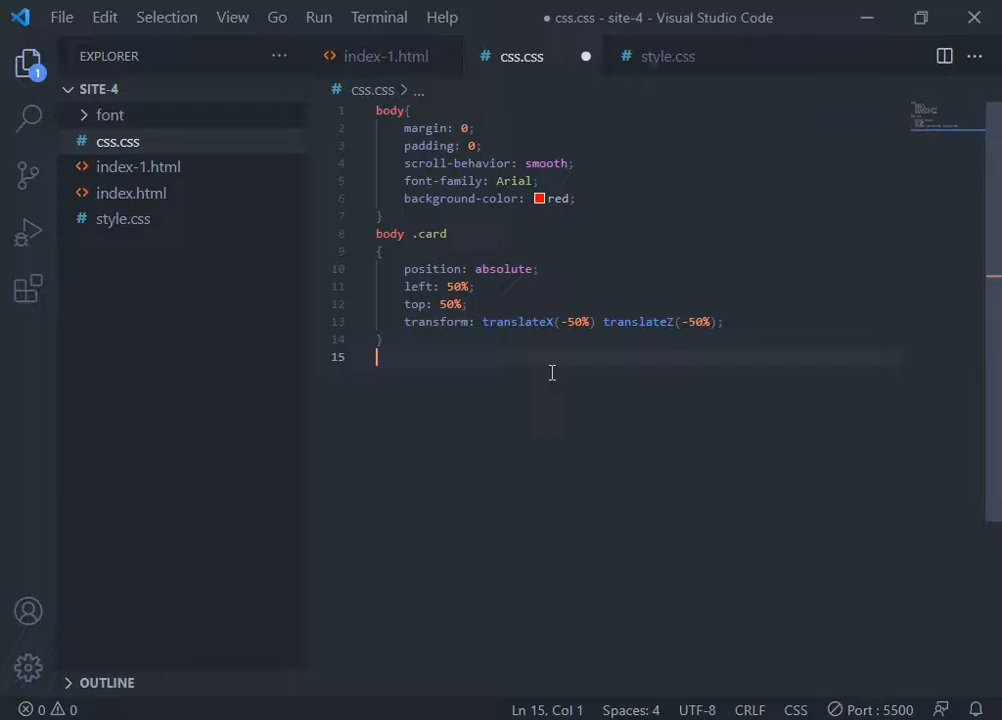 File Edit Selection View Go Run Terminal Help ● css.css - site-4 - Visual Studio Code
EXPLORER ··· <> index-1.html # css.css ● # style.css ···
1
SITE-4
# css.css > ...
font
# css.css
<> index-1.html
<> index.html
# style.css
1 body{
2 margin: 0;
3 padding: 0;
4 scroll-behavior: smooth;
5 font-family: Arial;
6 background-color: red;
7 }
8 body .card
9 {
10 position: absolute;
11 left: 50%;
12 top: 50%;
13 transform: translateX(-50%) translateZ(-50%);
14 }
15
OUTLINE
0 0 Ln 15, Col 1 Spaces: 4 UTF-8 CRLF CSS Port : 5500